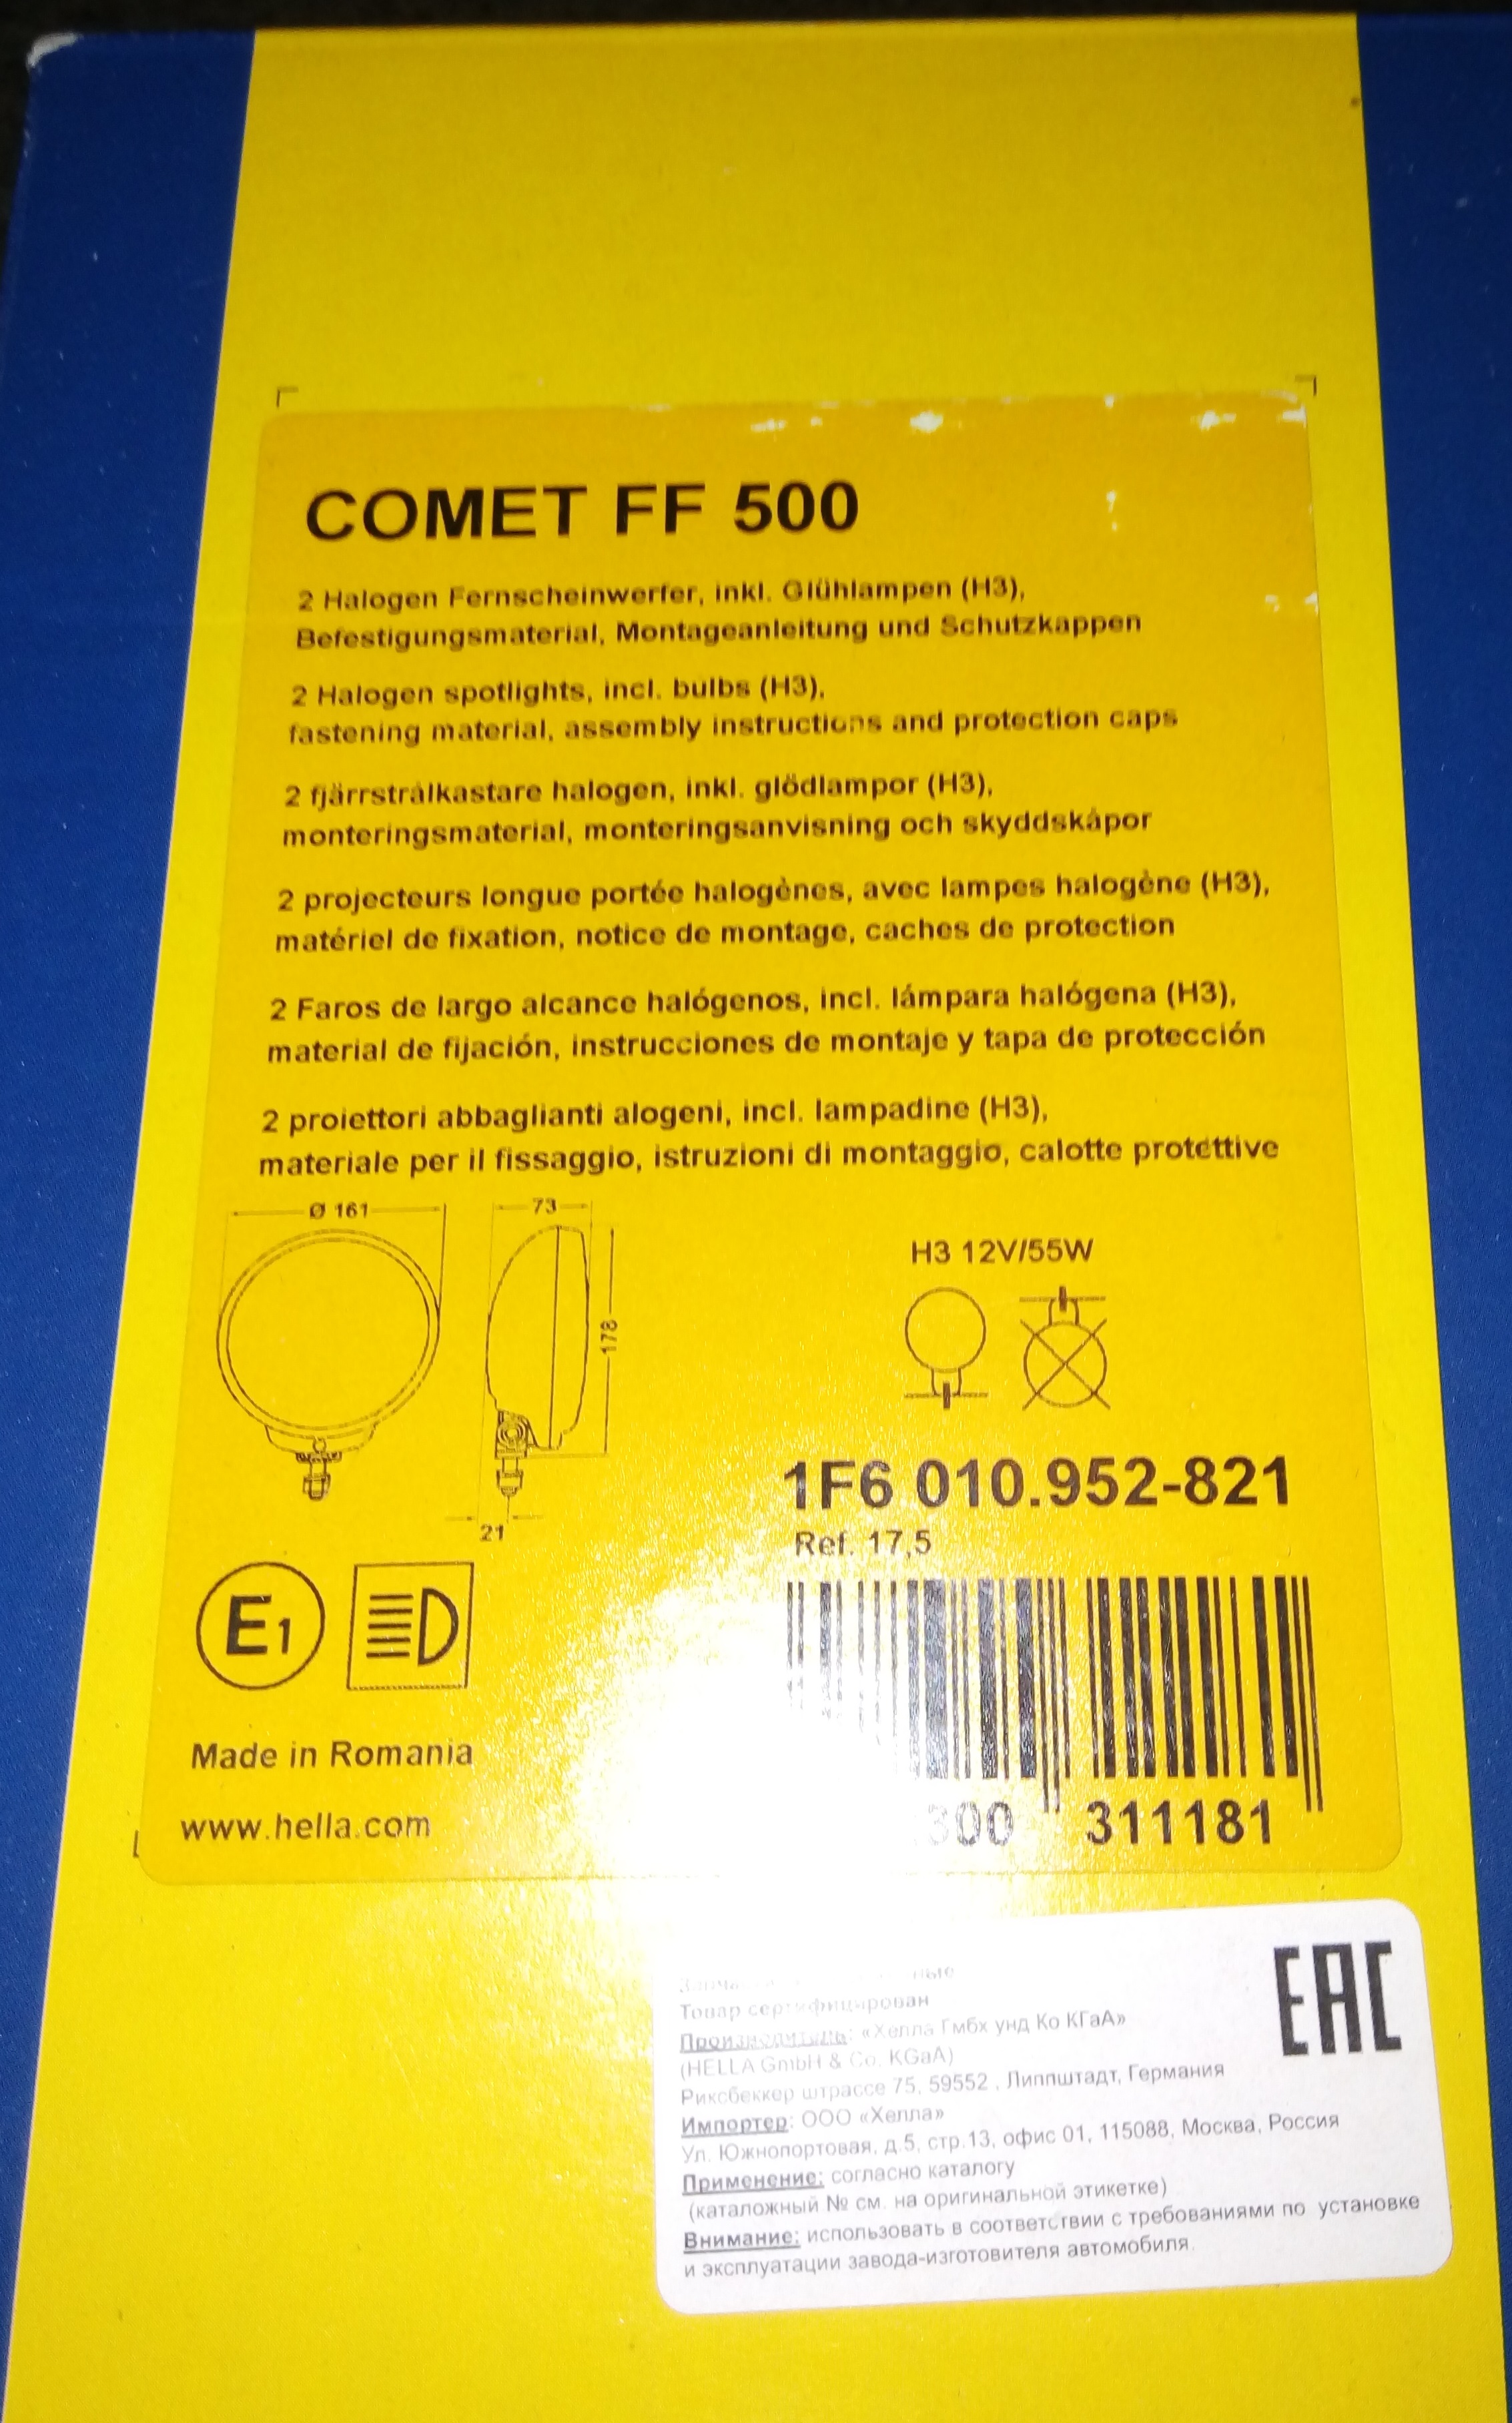 COMET FF 500
2 Halogen Fernscheinwerfer, inkl. Glühlampen (H3),
Befestigungsmaterial, Montageanleitung und Schutzkappen
2 Halogen spotlights, incl. bulbs (H3),
fastening material, assembly instructions and protection caps
2 fjärrstrålkastare halogen, inkl. glödlampor (H3),
monteringsmaterial, monteringsanvisning och skyddskåpor
2 projecteurs longue portée halogènes, avec lampes halogène (H3),
matériel de fixation, notice de montage, caches de protection
2 Faros de largo alcance halógenos, incl. lámpara halógena (H3),
material de fijación, instrucciones de montaje y tapa de protección
2 proiettori abbaglianti alogeni, incl. lampadine (H3),
materiale per il fissaggio, istruzioni di montaggio, calotte protettive
Ø 161
73
178
21
H3 12V/55W
1F6 010.952-821
Ref. 17,5
E1
Made in Romania
www.hella.com
300 311181
EAC
Товар сертифицирован
Производитель: «Хелла Гмбх унд Ко КГаА»
(HELLA GmbH & Co. KGaA)
Риксбеккер штрассе 75, 59552 , Липпштадт, Германия
Импортер: ООО «Хелла»
Ул. Южнопортовая, д.5, стр.13, офис 01, 115088, Москва, Россия
Применение: согласно каталогу
(каталожный № см. на оригинальной этикетке)
Внимание: использовать в соответствии с требованиями по установке
и эксплуатации завода-изготовителя автомобиля.